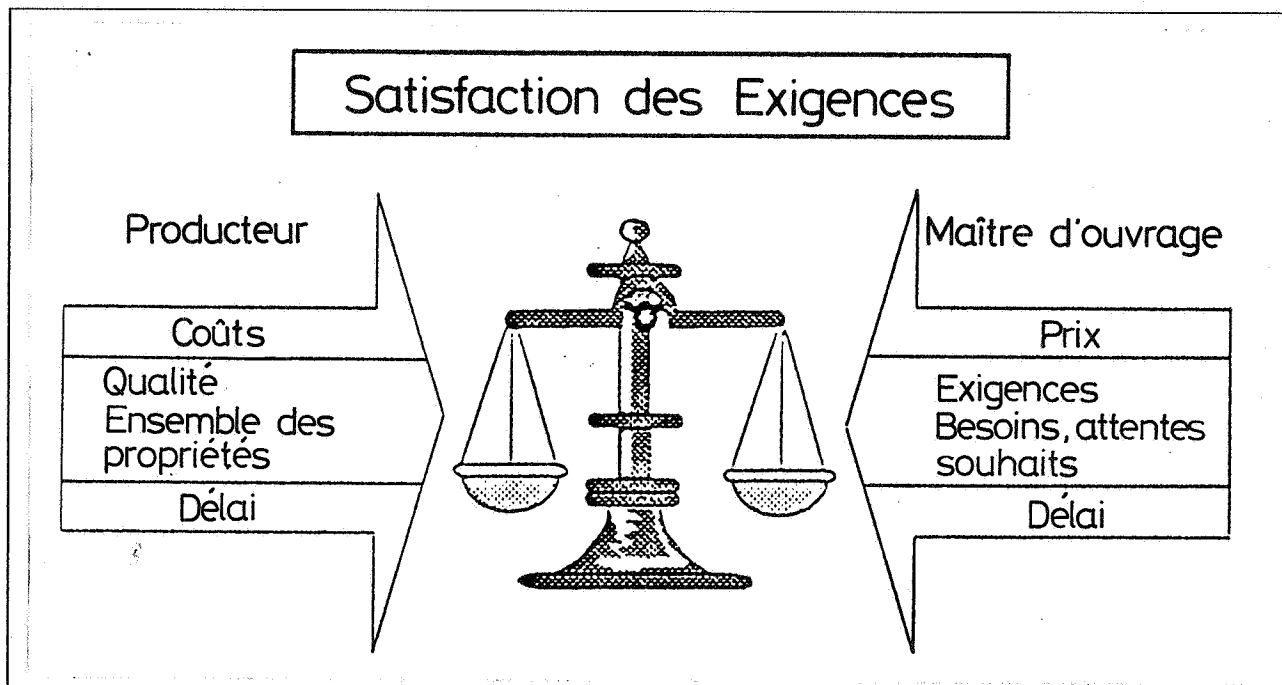 Satisfaction des Exigences
Producteur
Coûts
Qualité
Ensemble des
propriétés
Délai
Maître d'ouvrage
Prix
Exigences
Besoins, attentes
souhaits
Délai